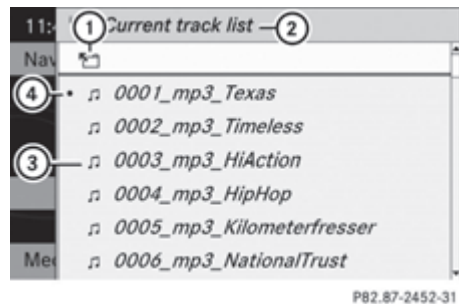 11:
1
Current track list
2
Nav
4
0001_mp3_Texas
0002_mp3_Timeless
3
0003_mp3_HiAction
0004_mp3_HipHop
0005_mp3_Kilometerfresser
Med
0006_mp3_NationalTrust
P82.87-2452-31